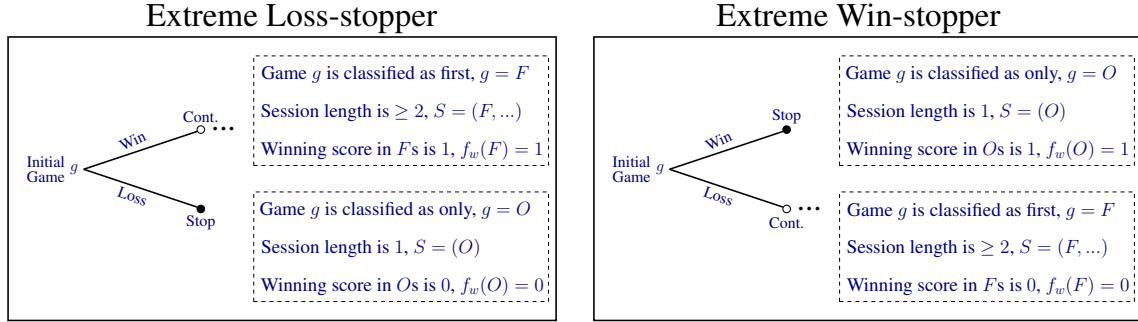 Extreme Loss-stopper
Game g is classified as first, g = F
Session length is ≥ 2, S = (F, ...)
Winning score in Fs is 1, f_w(F) = 1
Cont.
...
Win
Initial
Game g
Loss
Stop
Game g is classified as only, g = O
Session length is 1, S = (O)
Winning score in Os is 0, f_w(O) = 0
Extreme Win-stopper
Game g is classified as only, g = O
Session length is 1, S = (O)
Winning score in Os is 1, f_w(O) = 1
Stop
Win
Initial
Game g
Loss
Cont.
...
Game g is classified as first, g = F
Session length is ≥ 2, S = (F, ...)
Winning score in Fs is 0, f_w(F) = 0